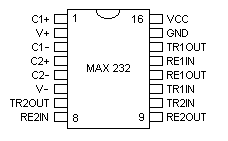 C1+ 1 16 VCC
V+ GND
C1− TR1OUT
C2+ RE1IN
C2− MAX 232 RE1OUT
V− TR1IN
TR2OUT TR2IN
RE2IN 8 9 RE2OUT